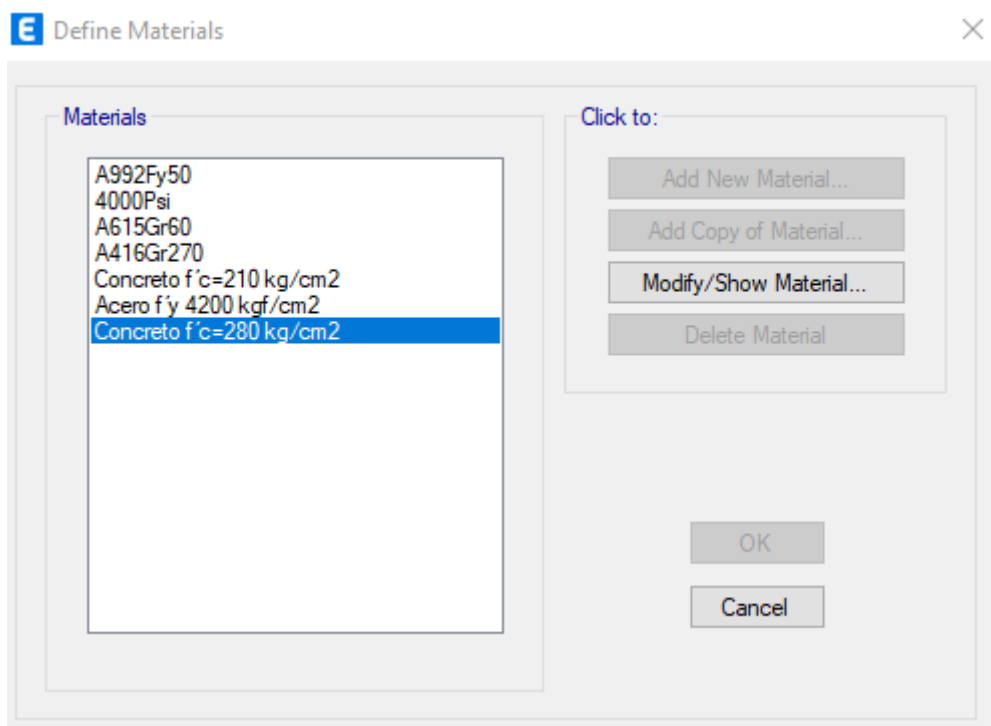 E Define Materials
Materials
A992Fy50
4000Psi
A615Gr60
A416Gr270
Concreto f´c=210 kg/cm2
Acero f´y 4200 kgf/cm2
Concreto f´c=280 kg/cm2
Click to:
Add New Material...
Add Copy of Material...
Modify/Show Material...
Delete Material
OK
Cancel